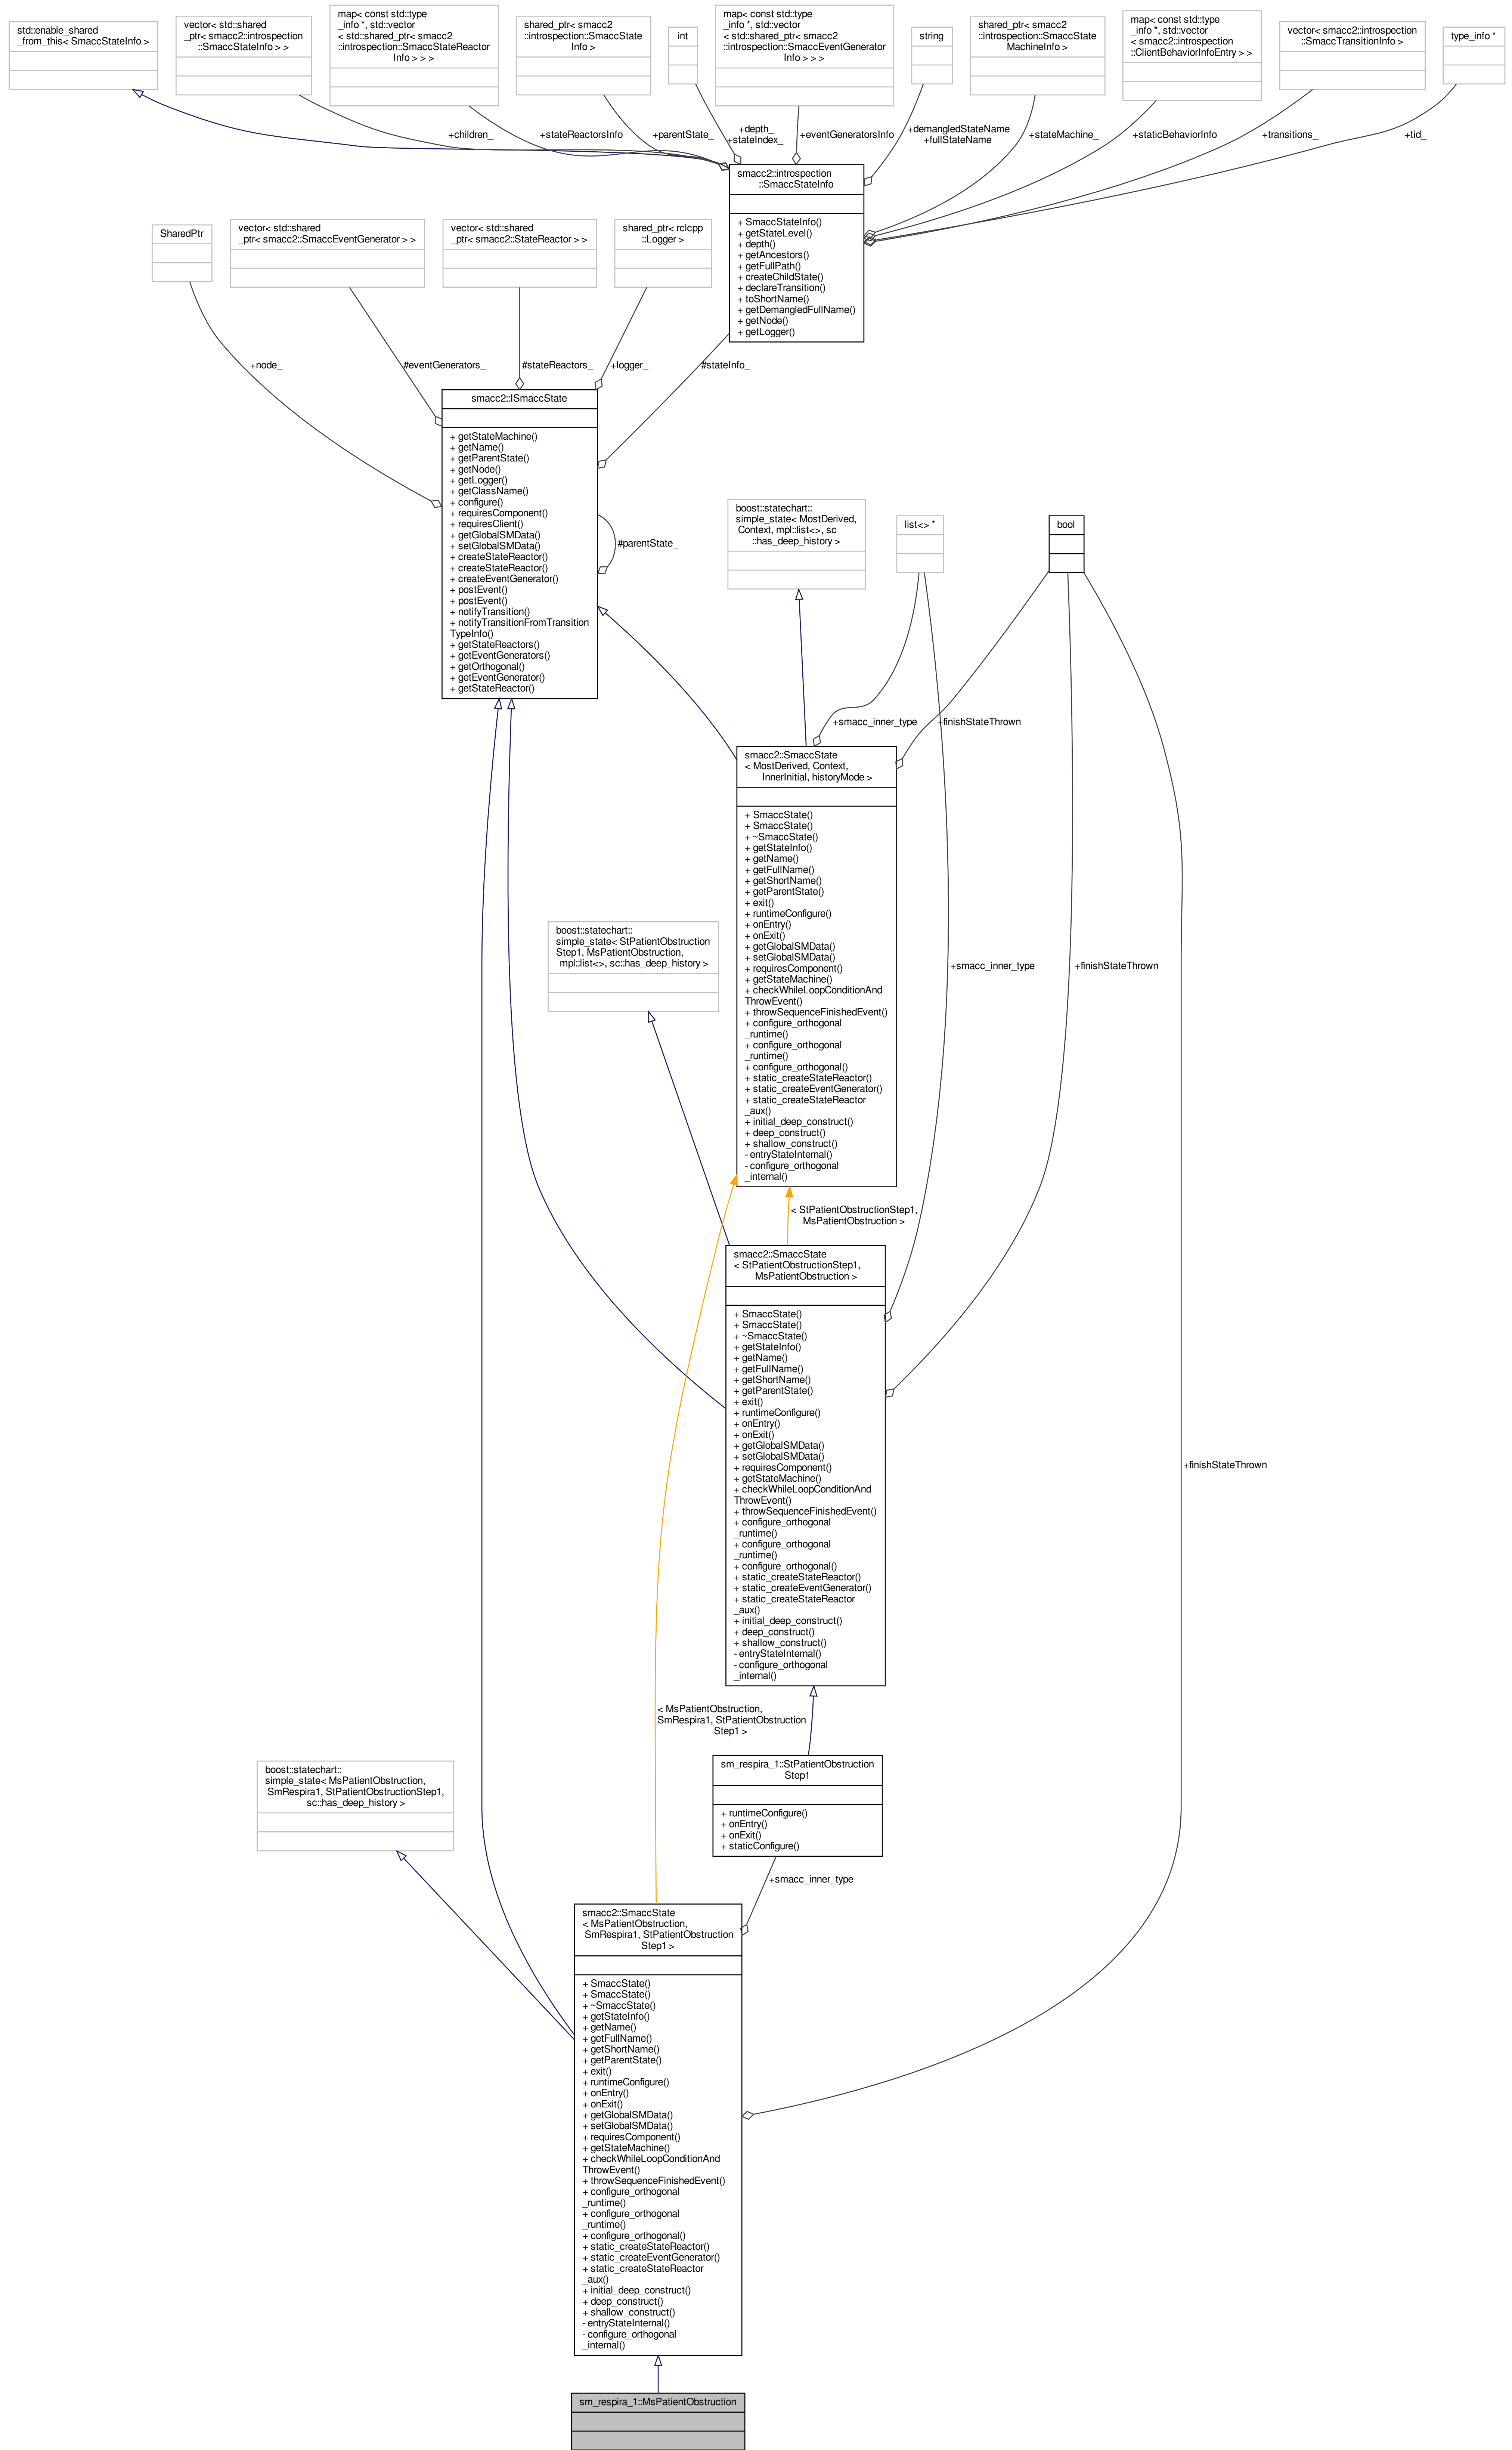 std::enable_shared
_from_this< SmaccStateInfo >
vector< std::shared
_ptr< smacc2::introspection
::SmaccStateInfo > >
map< const std::type
_info *, std::vector
< std::shared_ptr< smacc2
::introspection::SmaccStateReactor
Info > > >
shared_ptr< smacc2
::introspection::SmaccState
Info >
int
map< const std::type
_info *, std::vector
< std::shared_ptr< smacc2
::introspection::SmaccEventGenerator
Info > > >
string
shared_ptr< smacc2
::introspection::SmaccState
MachineInfo >
map< const std::type
_info *, std::vector
< smacc2::introspection
::ClientBehaviorInfoEntry > >
vector< smacc2::introspection
::SmaccTransitionInfo >
type_info *
+children_
+stateReactorsInfo
+parentState_
+depth_
+stateIndex_
+eventGeneratorsInfo
+demangledStateName
+fullStateName
+stateMachine_
+staticBehaviorInfo
+transitions_
+tid_
smacc2::introspection
::SmaccStateInfo
+ SmaccStateInfo()
+ getStateLevel()
+ depth()
+ getAncestors()
+ getFullPath()
+ createChildState()
+ declareTransition()
+ toShortName()
+ getDemangledFullName()
+ getNode()
+ getLogger()
SharedPtr
vector< std::shared
_ptr< smacc2::SmaccEventGenerator > >
vector< std::shared
_ptr< smacc2::StateReactor > >
shared_ptr< rclcpp
::Logger >
+node_
#eventGenerators_
#stateReactors_
+logger_
#stateInfo_
smacc2::ISmaccState
+ getStateMachine()
+ getName()
+ getParentState()
+ getNode()
+ getLogger()
+ getClassName()
+ configure()
+ requiresComponent()
+ requiresClient()
+ getGlobalSMData()
+ setGlobalSMData()
+ createStateReactor()
+ createStateReactor()
+ createEventGenerator()
+ postEvent()
+ postEvent()
+ notifyTransition()
+ notifyTransitionFromTransition
TypeInfo()
+ getStateReactors()
+ getEventGenerators()
+ getOrthogonal()
+ getEventGenerator()
+ getStateReactor()
#parentState_
boost::statechart::
simple_state< MostDerived,
Context, mpl::list<>, sc
::has_deep_history >
list<> *
bool
+smacc_inner_type
+finishStateThrown
smacc2::SmaccState
< MostDerived, Context,
InnerInitial, historyMode >
+ SmaccState()
+ SmaccState()
+ ~SmaccState()
+ getStateInfo()
+ getName()
+ getFullName()
+ getShortName()
+ getParentState()
+ exit()
+ runtimeConfigure()
+ onEntry()
+ onExit()
+ getGlobalSMData()
+ setGlobalSMData()
+ requiresComponent()
+ getStateMachine()
+ checkWhileLoopConditionAnd
ThrowEvent()
+ throwSequenceFinishedEvent()
+ configure_orthogonal
_runtime()
+ configure_orthogonal
_runtime()
+ configure_orthogonal()
+ static_createStateReactor()
+ static_createEventGenerator()
+ static_createStateReactor
_aux()
+ initial_deep_construct()
+ deep_construct()
+ shallow_construct()
- entryStateInternal()
- configure_orthogonal
_internal()
boost::statechart::
simple_state< StPatientObstruction
Step1, MsPatientObstruction,
mpl::list<>, sc::has_deep_history >
+smacc_inner_type
+finishStateThrown
< StPatientObstructionStep1,
MsPatientObstruction >
smacc2::SmaccState
< StPatientObstructionStep1,
MsPatientObstruction >
+ SmaccState()
+ SmaccState()
+ ~SmaccState()
+ getStateInfo()
+ getName()
+ getFullName()
+ getShortName()
+ getParentState()
+ exit()
+ runtimeConfigure()
+ onEntry()
+ onExit()
+ getGlobalSMData()
+ setGlobalSMData()
+ requiresComponent()
+ getStateMachine()
+ checkWhileLoopConditionAnd
ThrowEvent()
+ throwSequenceFinishedEvent()
+ configure_orthogonal
_runtime()
+ configure_orthogonal
_runtime()
+ configure_orthogonal()
+ static_createStateReactor()
+ static_createEventGenerator()
+ static_createStateReactor
_aux()
+ initial_deep_construct()
+ deep_construct()
+ shallow_construct()
- entryStateInternal()
- configure_orthogonal
_internal()
+finishStateThrown
< MsPatientObstruction,
SmRespira1, StPatientObstruction
Step1 >
sm_respira_1::StPatientObstruction
Step1
+ runtimeConfigure()
+ onEntry()
+ onExit()
+ staticConfigure()
boost::statechart::
simple_state< MsPatientObstruction,
SmRespira1, StPatientObstructionStep1,
sc::has_deep_history >
+smacc_inner_type
smacc2::SmaccState
< MsPatientObstruction,
SmRespira1, StPatientObstruction
Step1 >
+ SmaccState()
+ SmaccState()
+ ~SmaccState()
+ getStateInfo()
+ getName()
+ getFullName()
+ getShortName()
+ getParentState()
+ exit()
+ runtimeConfigure()
+ onEntry()
+ onExit()
+ getGlobalSMData()
+ setGlobalSMData()
+ requiresComponent()
+ getStateMachine()
+ checkWhileLoopConditionAnd
ThrowEvent()
+ throwSequenceFinishedEvent()
+ configure_orthogonal
_runtime()
+ configure_orthogonal
_runtime()
+ configure_orthogonal()
+ static_createStateReactor()
+ static_createEventGenerator()
+ static_createStateReactor
_aux()
+ initial_deep_construct()
+ deep_construct()
+ shallow_construct()
- entryStateInternal()
- configure_orthogonal
_internal()
sm_respira_1::MsPatientObstruction